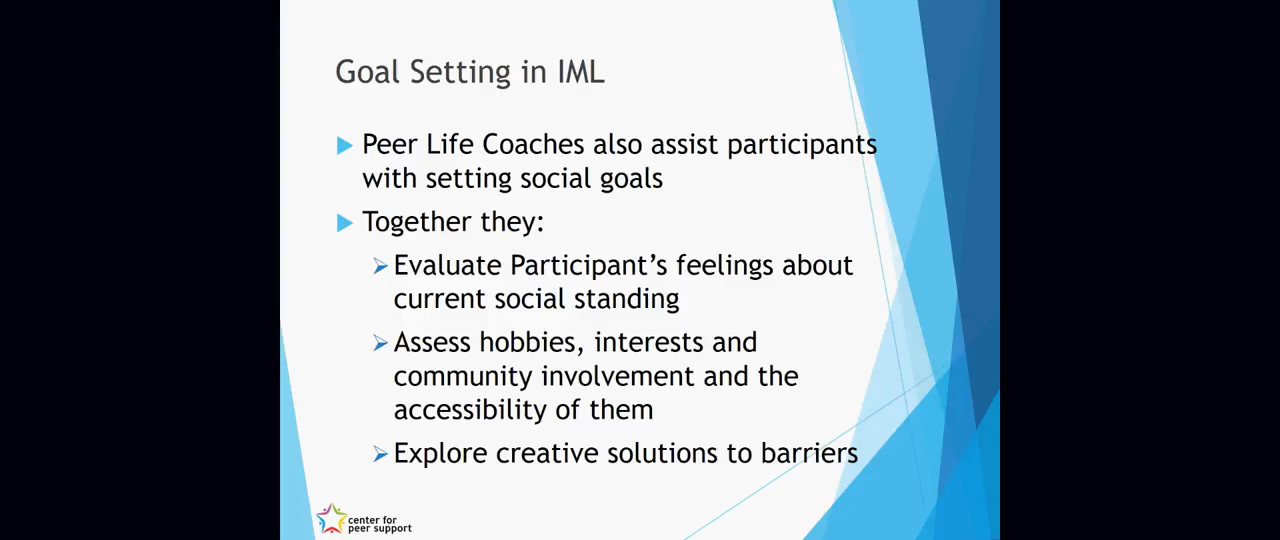 Goal Setting in IML
Peer Life Coaches also assist participants
with setting social goals
Together they:
Evaluate Participant’s feelings about
current social standing
Assess hobbies, interests and
community involvement and the
accessibility of them
Explore creative solutions to barriers
center for
peer support